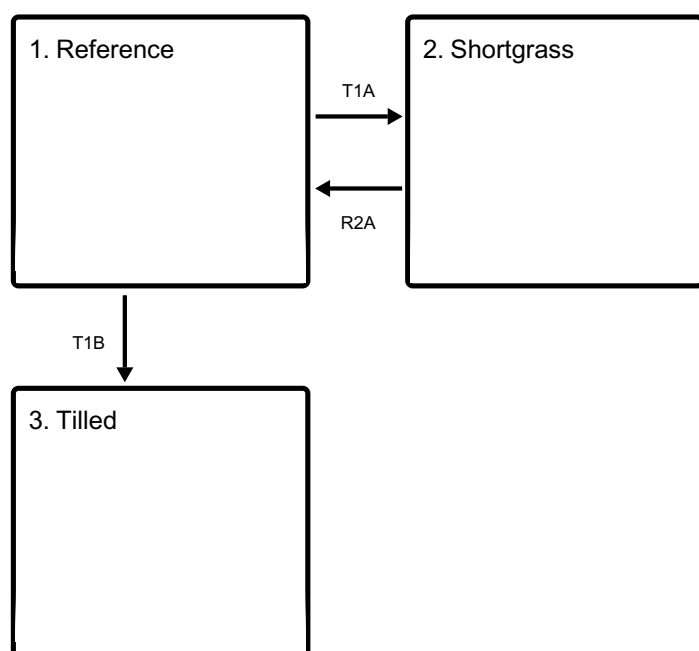 1. Reference
2. Shortgrass
T1A
R2A
T1B
3. Tilled